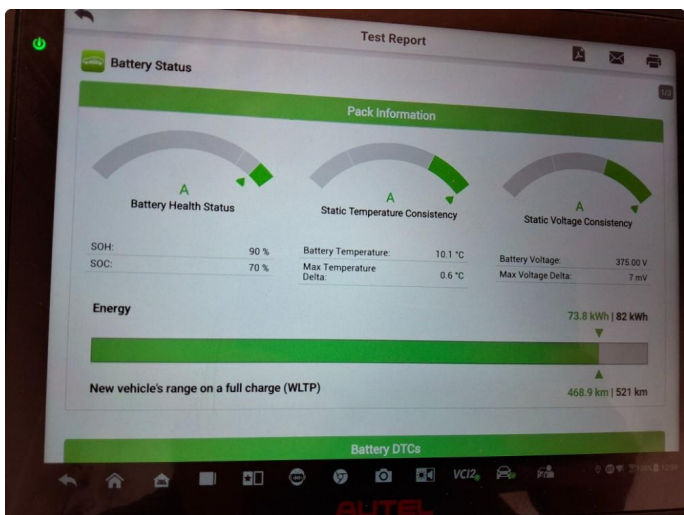 Test Report
Battery Status
1/3
Pack Information
A
Battery Health Status
A
Static Temperature Consistency
A
Static Voltage Consistency
SOH: 90 %
SOC: 70 %
Battery Temperature: 10.1 °C
Max Temperature
Delta: 0.6 °C
Battery Voltage: 375.00 V
Max Voltage Delta: 7 mV
Energy
73.8 kWh | 82 kWh
New vehicle's range on a full charge (WLTP)
468.9 km | 521 km
Battery DTCs
VCI2
AUTEL